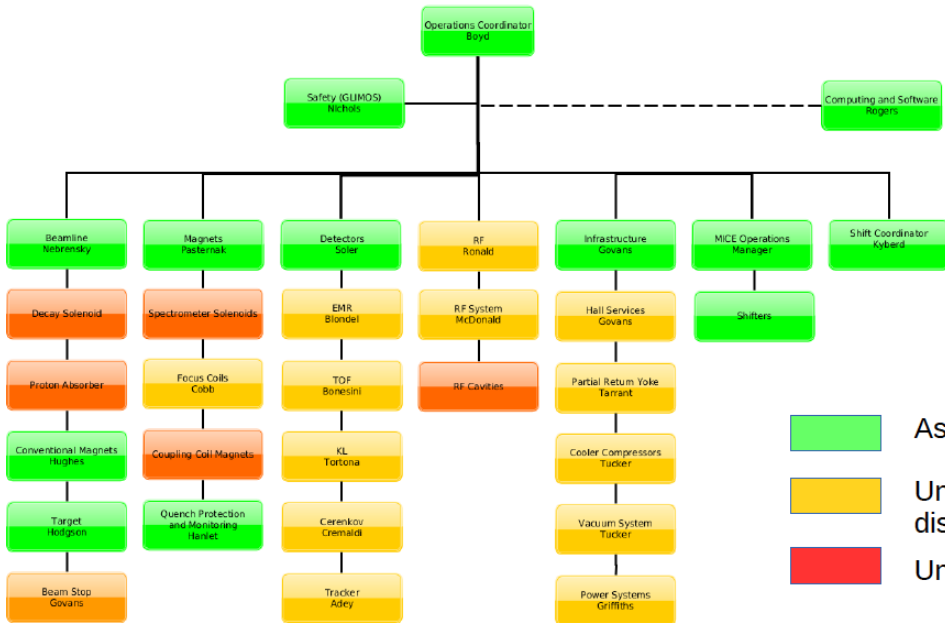 Operations Coordinator
Boyd
Safety (GLIMOS)
Nichols
Computing and Software
Rogers
Beamline
Nebrensky
Magnets
Pasternak
Detectors
Soler
RF
Ronald
Infrastructure
Govans
MICE Operations
Manager
Shift Coordinator
Kyberd
Decay Solenoid
Spectrometer Solenoids
EMR
Blondel
RF System
McDonald
Hall Services
Govans
Shifters
Proton Absorber
Focus Coils
Cobb
TOF
Bonesini
RF Cavities
Partial Return Yoke
Tarrant
Conventional Magnets
Hughes
Coupling Coil Magnets
KL
Tortona
Cooler Compressors
Tucker
Target
Hodgson
Quench Protection
and Monitoring
Hanlet
Cerenkov
Cremaldi
Vacuum System
Tucker
Beam Stop
Govans
Tracker
Adey
Power Systems
Griffiths
As
Un
dis
Un